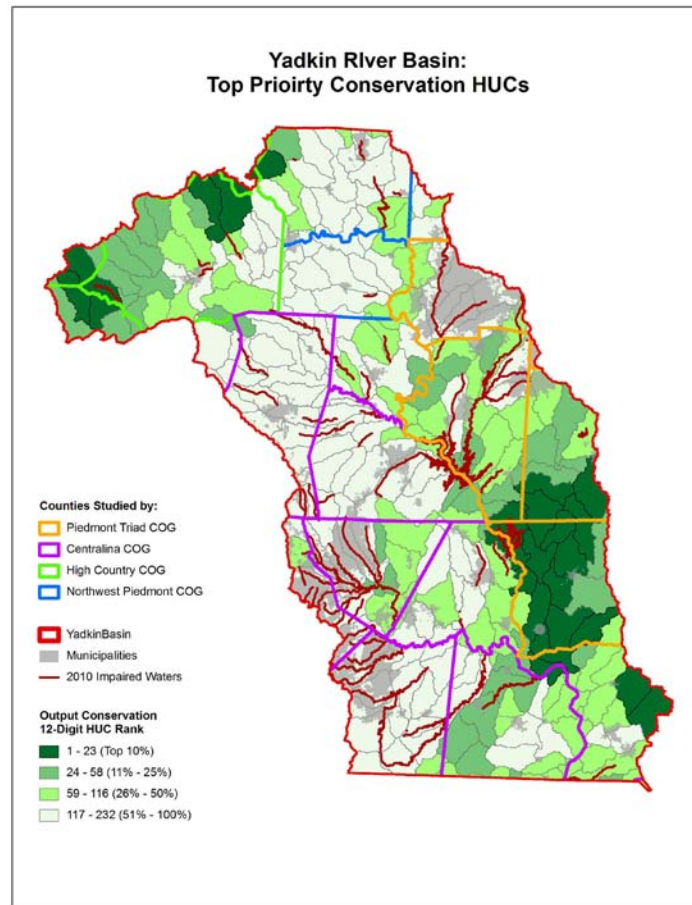 Yadkin RIver Basin:
Top Prioirty Conservation HUCs
Counties Studied by:
Piedmont Triad COG
Centralina COG
High Country COG
Northwest Piedmont COG
YadkinBasin
Municipalities
2010 Impaired Waters
Output Conservation
12-Digit HUC Rank
1 - 23 (Top 10%)
24 - 58 (11% - 25%)
59 - 116 (26% - 50%)
117 - 232 (51% - 100%)